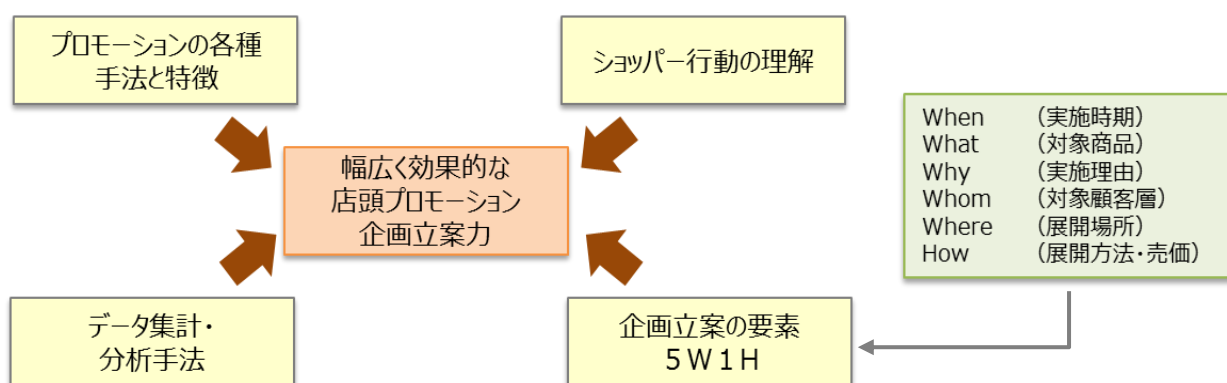 プロモーションの各種
手法と特徴
ショッパー行動の理解
幅広く効果的な
店頭プロモーション
企画立案力
データ集計・
分析手法
企画立案の要素
５Ｗ１Ｈ
When （実施時期）
What （対象商品）
Why （実施理由）
Whom （対象顧客層）
Where （展開場所）
How （展開方法・売価）